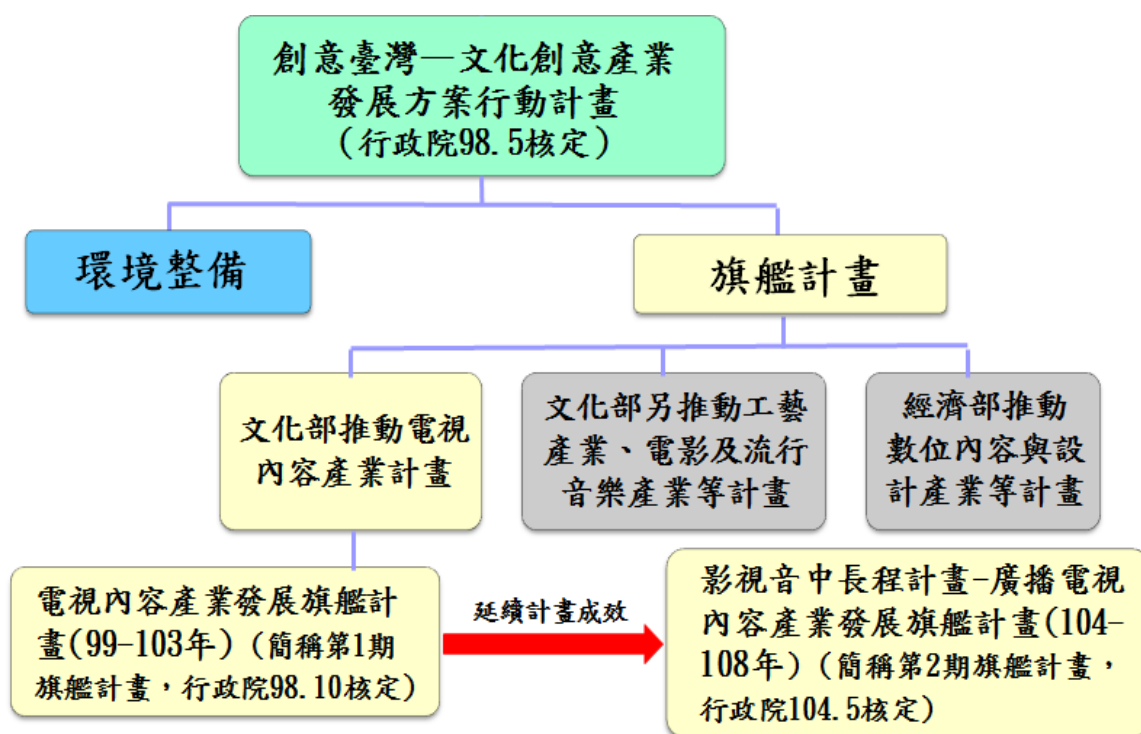 創意臺灣—文化創意產業
發展方案行動計畫
(行政院98.5核定)
環境整備
旗艦計畫
文化部推動電視
內容產業計畫
文化部另推動工藝
產業、電影及流行
音樂產業等計畫
經濟部推動
數位內容與設
計產業等計畫
電視內容產業發展旗艦計
畫(99-103年)(簡稱第1期
旗艦計畫，行政院98.10核定)
延續計畫成效
影視音中長程計畫-廣播電視
內容產業發展旗艦計畫(104-
108年)(簡稱第2期旗艦計畫，
行政院104.5核定)